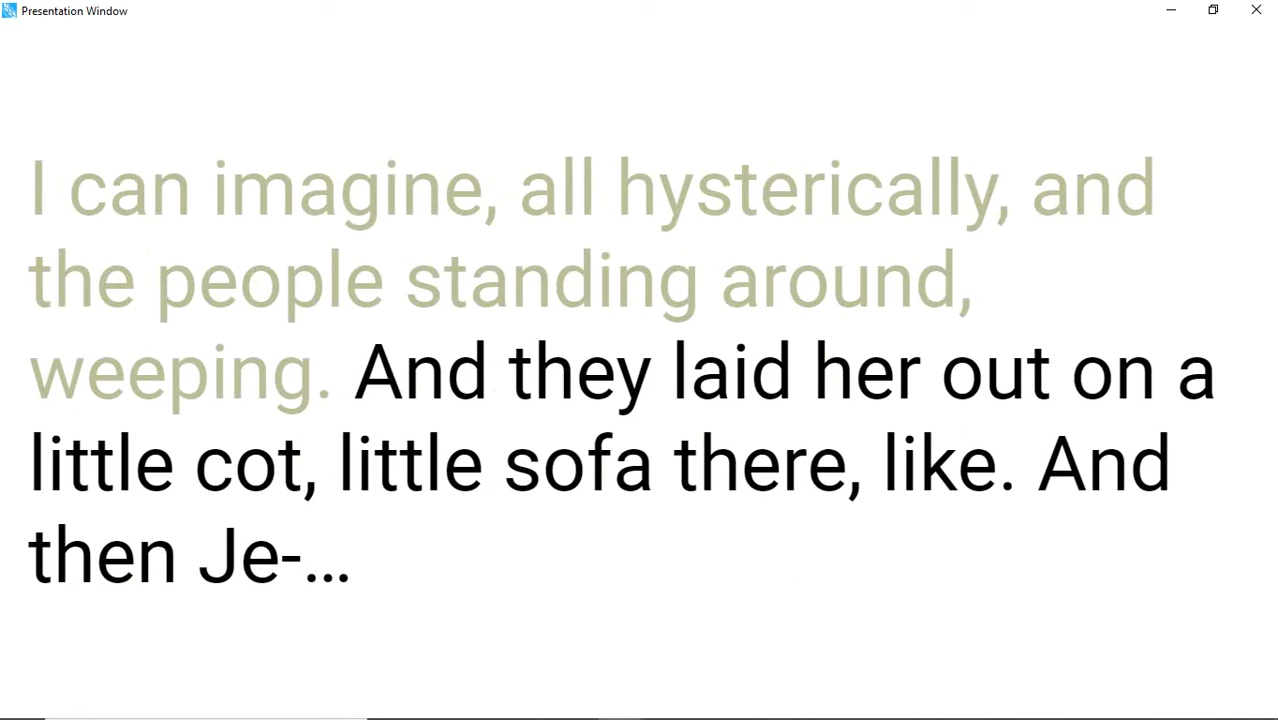 Presentation Window
I can imagine, all hysterically, and
the people standing around,
weeping. And they laid her out on a
little cot, little sofa there, like. And
then Je-...